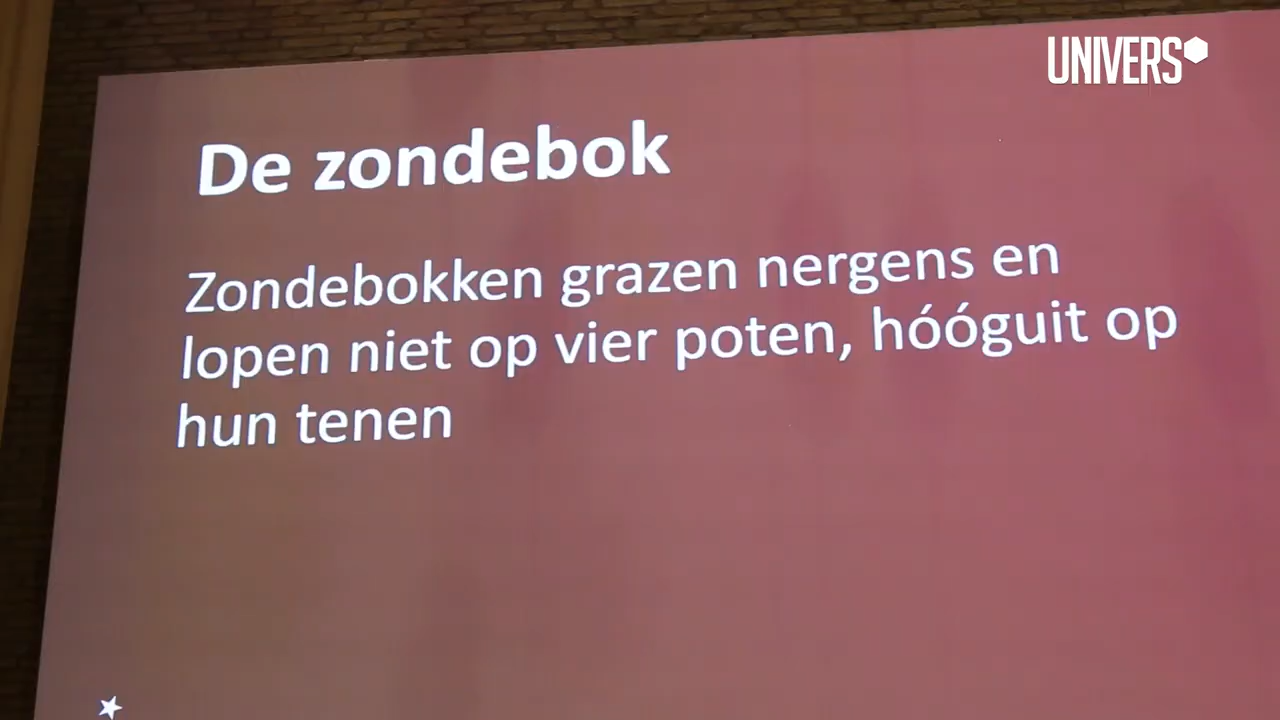 UNIVERS
De zondebok
Zondebokken grazen nergens en
lopen niet op vier poten, hóóguit op
hun tenen